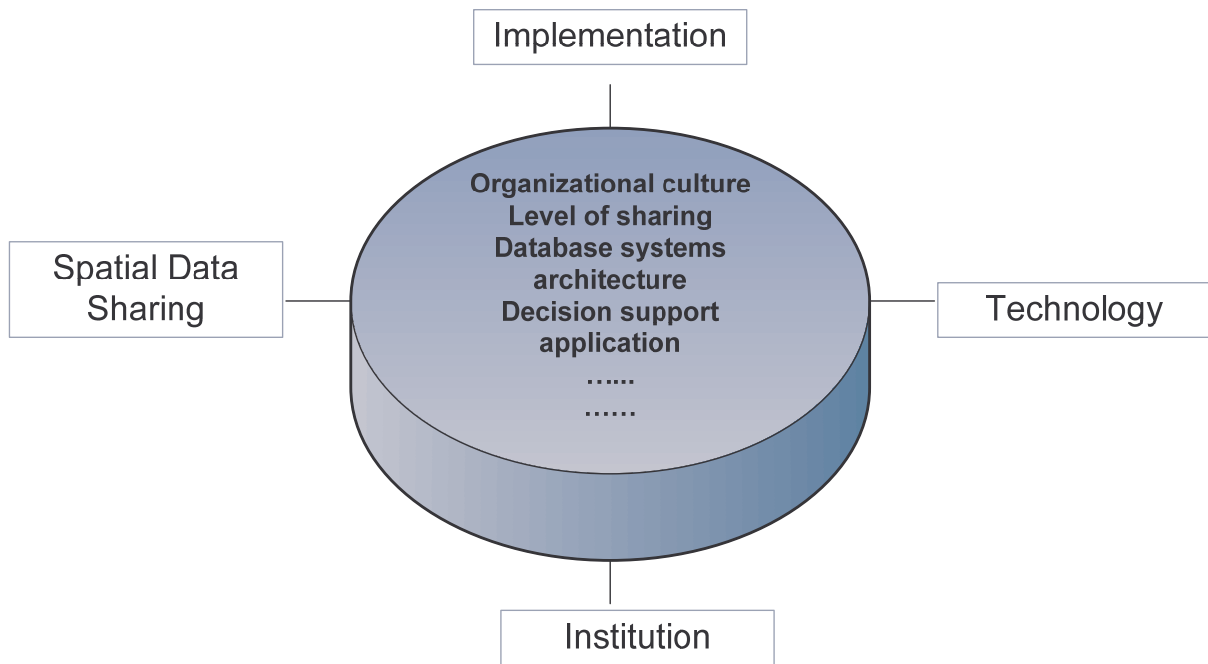 Implementation
Organizational culture
Level of sharing
Database systems
architecture
Decision support
application
…...
……
Spatial Data
Sharing
Technology
Institution